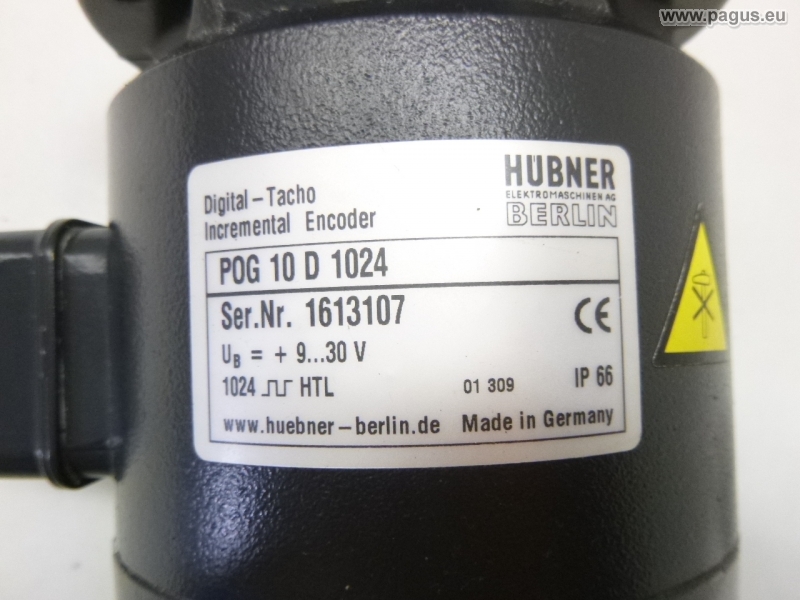 www.pagus.eu
HÜBNER
ELEKTROMASCHINEN AG
BERLIN
Digital-Tacho
Incremental Encoder
POG 10 D 1024
Ser.Nr. 1613107
CE
UB = + 9...30 V
1024 HTL 01 309 IP 66
www.huebner-berlin.de Made in Germany